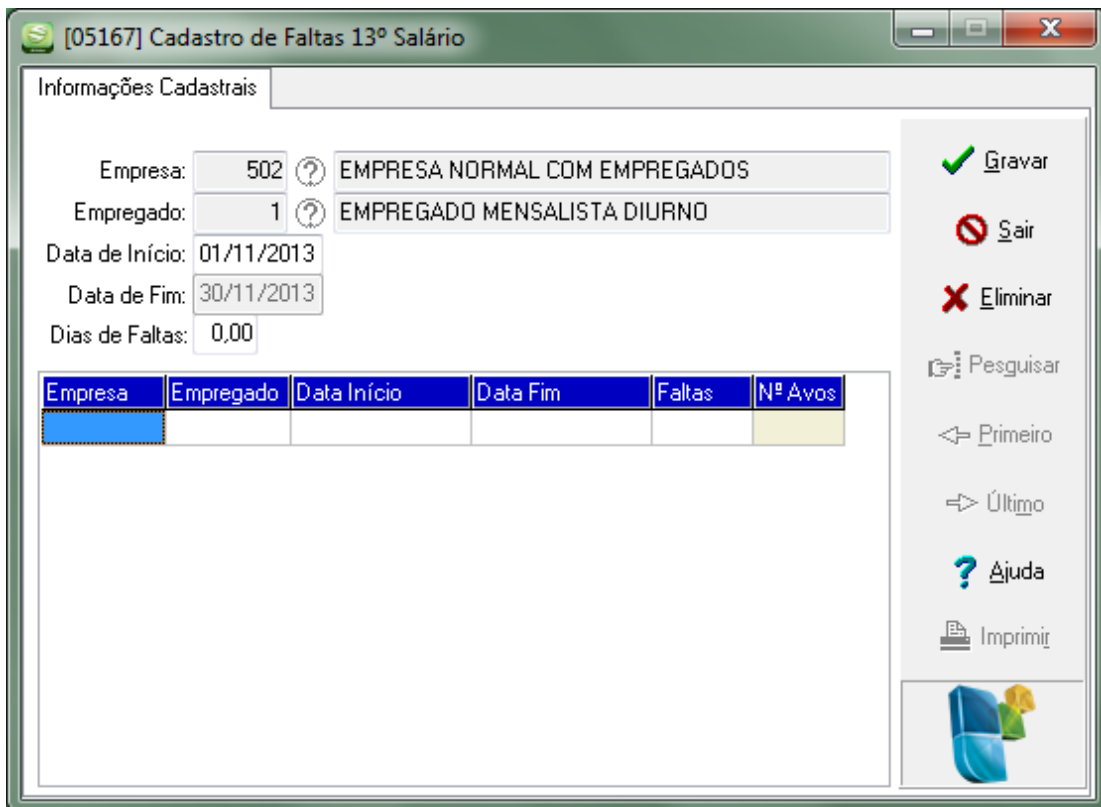 [05167] Cadastro de Faltas 13º Salário
Informações Cadastrais
Empresa: 502 EMPRESA NORMAL COM EMPREGADOS
Empregado: 1 EMPREGADO MENSALISTA DIURNO
Data de Início: 01/11/2013
Data de Fim: 30/11/2013
Dias de Faltas: 0,00
Empresa Empregado Data Início Data Fim Faltas Nº Avos
Gravar
Sair
Eliminar
Pesquisar
Primeiro
Último
Ajuda
Imprimir